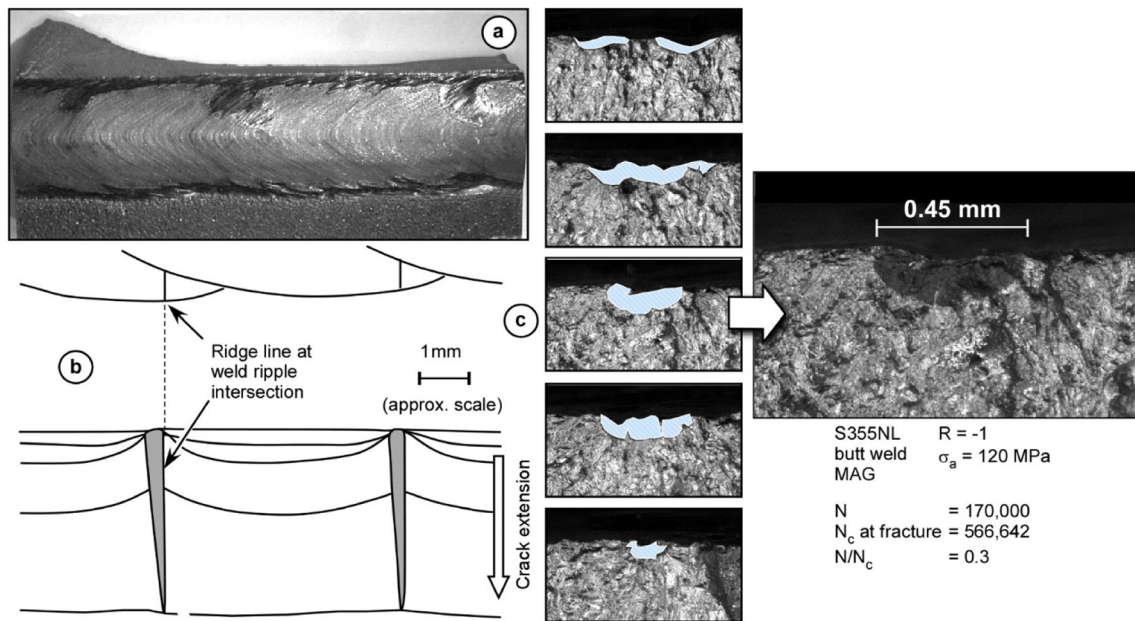 a
b
Ridge line at
weld ripple
intersection
1mm
(approx. scale)
Crack extension
c
0.45 mm
S355NL R = -1
butt weld σa = 120 MPa
MAG
N = 170,000
Nc at fracture = 566,642
N/Nc = 0.3